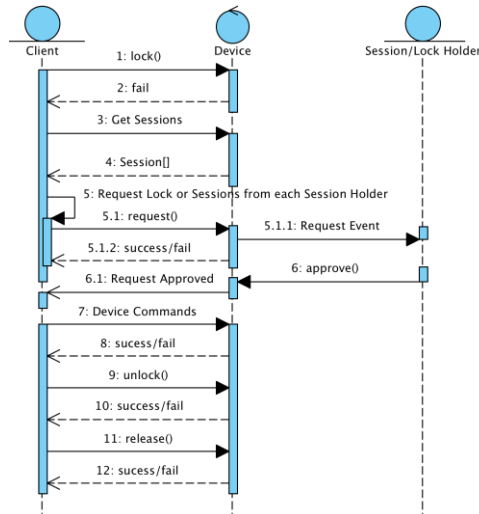 Client
Device
Session/Lock Holder
1: lock()
2: fail
3: Get Sessions
4: Session[]
5: Request Lock or Sessions from each Session Holder
5.1: request()
5.1.1: Request Event
5.1.2: success/fail
6: approve()
6.1: Request Approved
7: Device Commands
8: sucess/fail
9: unlock()
10: success/fail
11: release()
12: sucess/fail